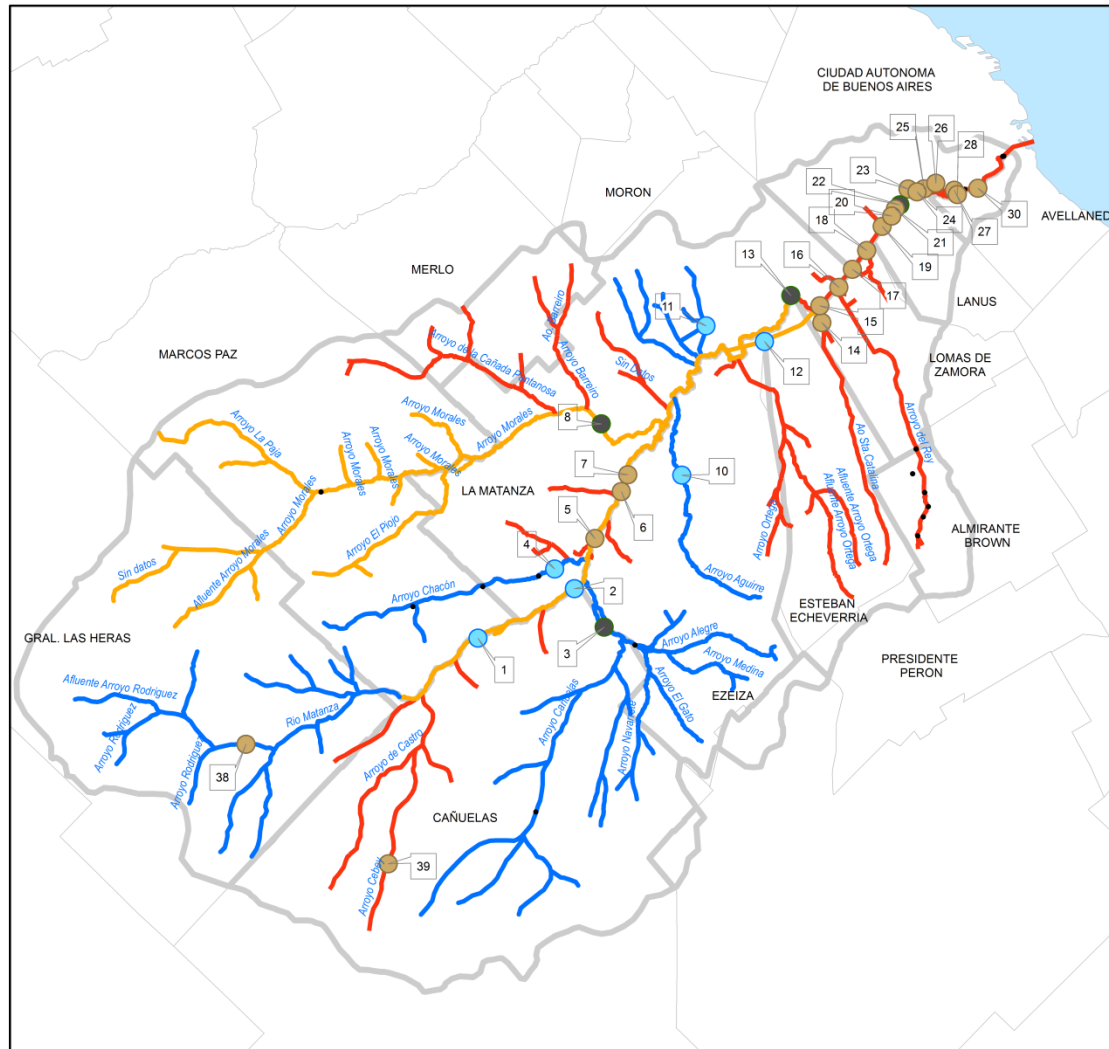 CIUDAD AUTONOMA
DE BUENOS AIRES
25
26
28
23
22
20
18
24
30
27
21
19
AVELLANED
MORON
MERLO
13
16
17
LANUS
11
15
14
12
LOMAS DE
ZAMORA
MARCOS PAZ
Ao. Barreiro
Arroyo Barreiro
Arroyo de la Cañada Pantanosa
Sin Datos
Arroyo Morales
Arroyo Morales
Arroyo Morales
Arroyo Morales
Arroyo Morales
Arroyo La Paja
Arroyo Morales
8
7
10
LA MATANZA
6
5
4
2
Arroyo El Piojo
Sin datos
Afluente Arroyo Morales
Arroyo Chacón
Arroyo del Rey
Ao Sta Catalina
Afluente Arroyo Ortega
Afluente Arroyo Ortega
Arroyo Ortega
Arroyo Aguirre
ALMIRANTE
BROWN
ESTEBAN
ECHEVERRIA
PRESIDENTE
PERON
GRAL. LAS HERAS
1
3
Arroyo Alegre
Arroyo Medina
Arroyo El Gato
EZEIZA
Arroyo Cañuelas
Arroyo Navarrete
Afluente Arroyo Rodriguez
Arroyo Rodriguez
Arroyo Rodriguez
Rio Matanza
38
Arroyo de Castro
CAÑUELAS
39
Arroyo Cebey